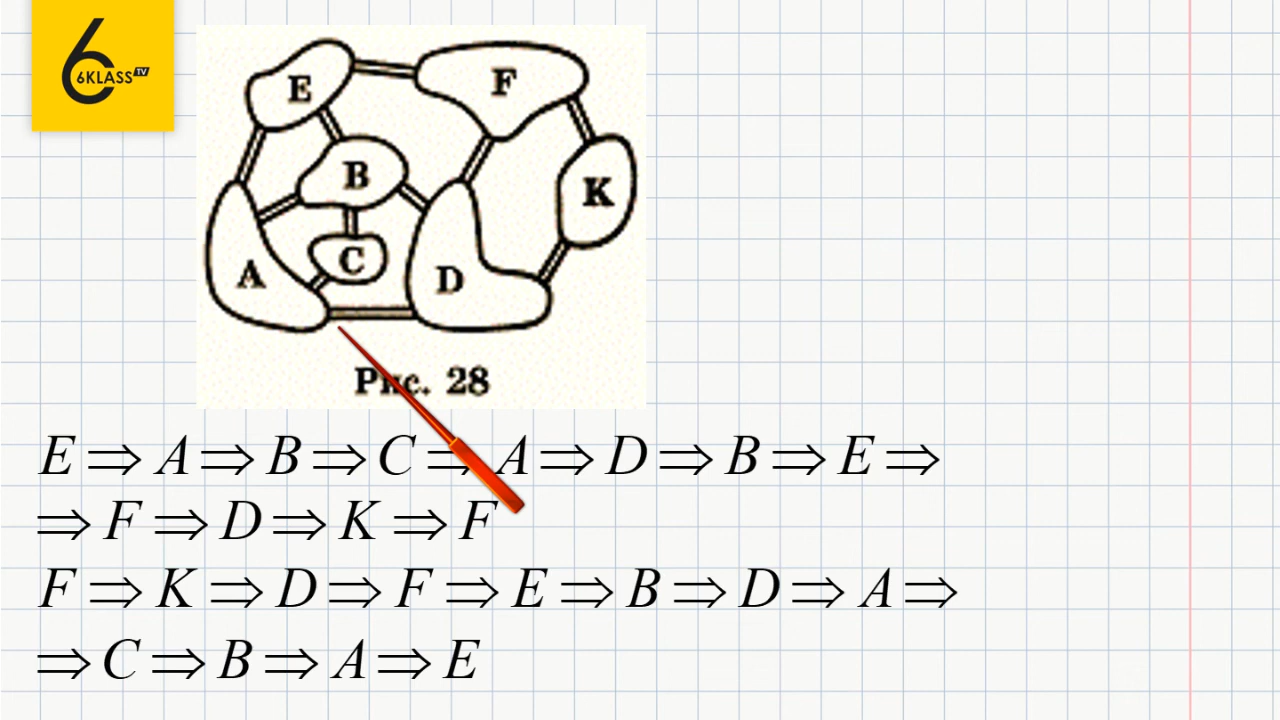 6KLASS TV
E F
B K
A C D
Рис. 28
E ⇒ A ⇒ B ⇒ C ⇒ A ⇒ D ⇒ B ⇒ E ⇒
⇒ F ⇒ D ⇒ K ⇒ F
F ⇒ K ⇒ D ⇒ F ⇒ E ⇒ B ⇒ D ⇒ A ⇒
⇒ C ⇒ B ⇒ A ⇒ E